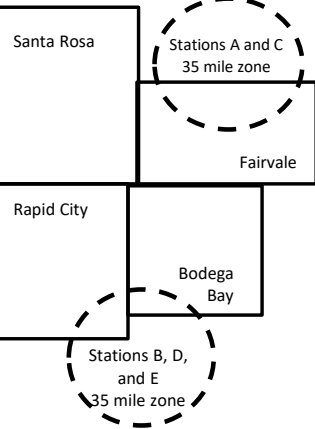 Santa Rosa
Stations A and C
35 mile zone
Fairvale
Rapid City
Bodega
Bay
Stations B, D,
and E
35 mile zone